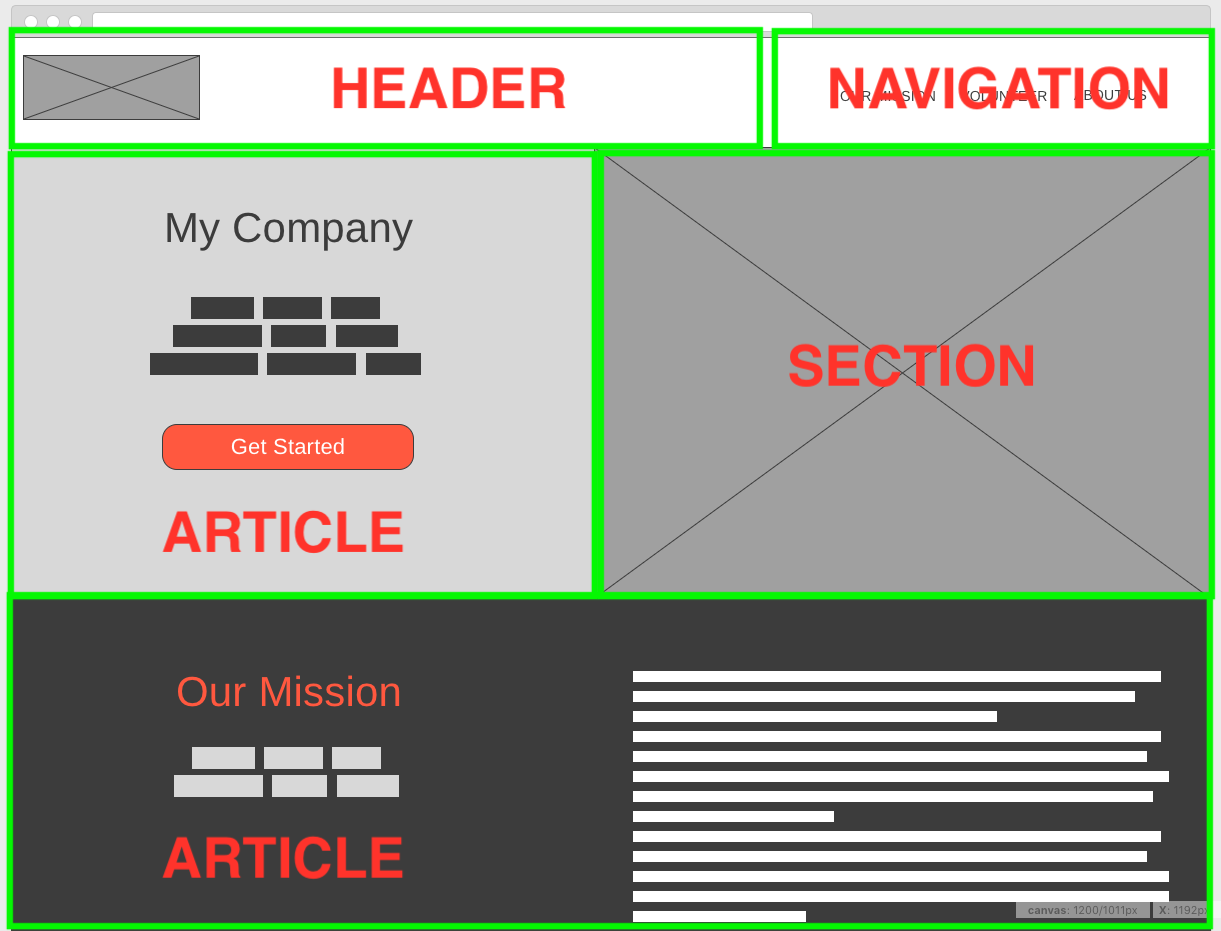 HEADER
NAVIGATION
OUR MISSION VOLUNTEER ABOUT US
My Company
SECTION
Get Started
ARTICLE
Our Mission
ARTICLE
canvas: 1200/1011px X: 1192px